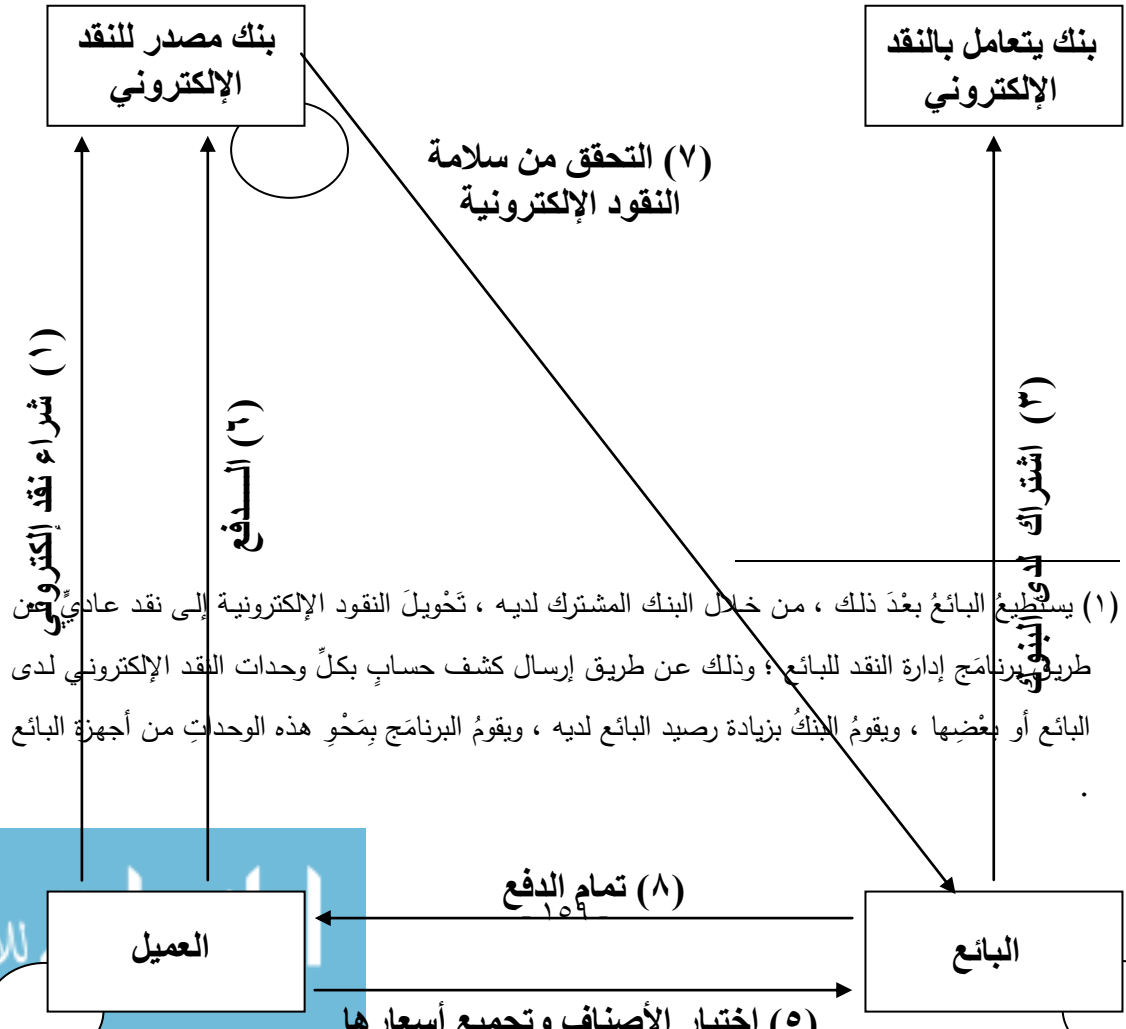 بنك مصدر للنقد
الإلكتروني
بنك يتعامل بالنقد
الإلكتروني
(٧) التحقق من سلامة
النقود الإلكترونية
(١) شراء نقد إلكتروني
(٦) الــدفع
(٣) اشتراك لدى البنوك
(١) يستطيعُ البائعُ بعْدَ ذلك ، من خلال البنك المشترك لديه ، تَحْويلَ النقود الإلكترونية إلى نقد عاديٍّ عن
طريق برنامَج إدارة النقد للبائع ؛ وذلك عن طريق إرسال كشف حسابٍ بكلِّ وحدات النقد الإلكتروني لدى
البائع أو بعْضِها ، ويقومُ البنكُ بزيادة رصيد البائع لديه ، ويقومُ البرنامَج بِمَحْوِ هذه الوحداتِ من أجهزةِ البائع
.
(٨) تمام الدفع
- ١٥٩ -
العميل
البائع
(٥) اختيار الأصناف وتجميع أسعارها